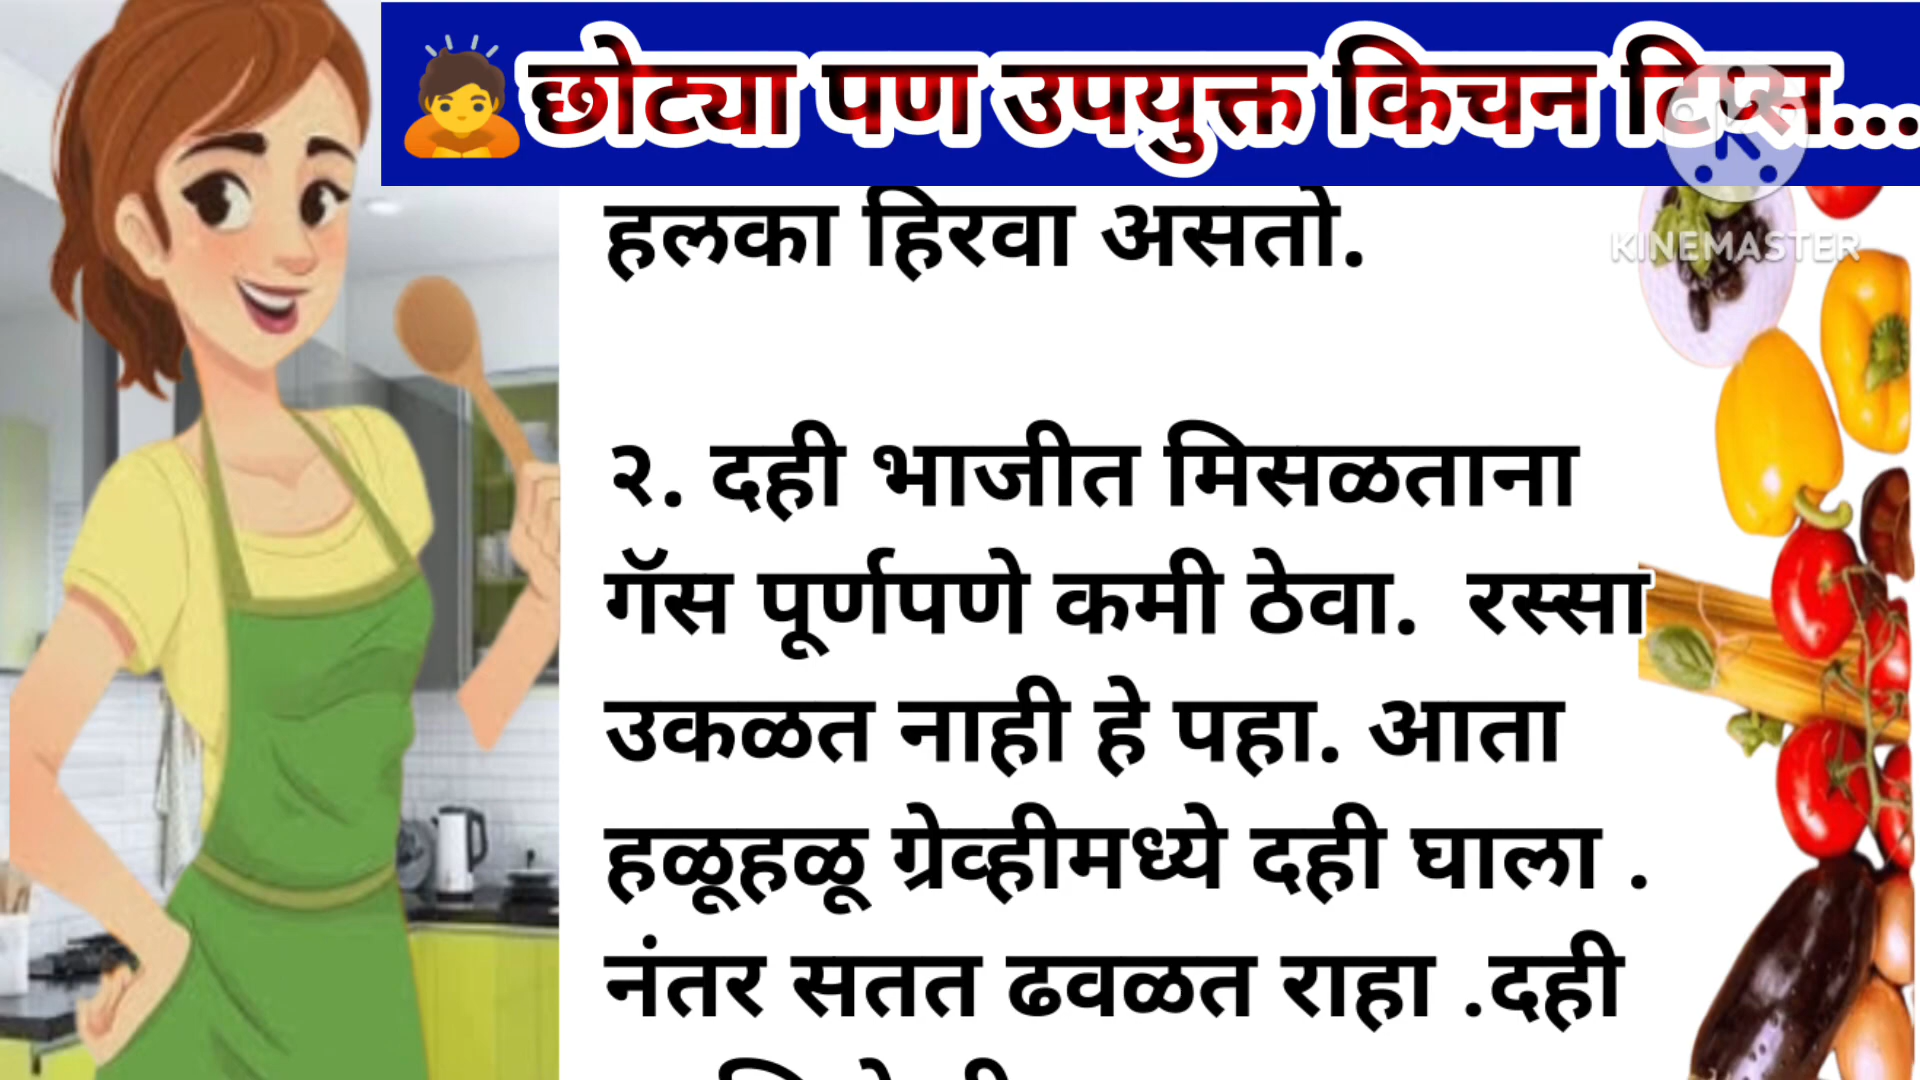 छोट्या पण उपयुक्त किचन टिप्स...
KINEMASTER
हलका हिरवा असतो.
२. दही भाजीत मिसळताना
गॅस पूर्णपणे कमी ठेवा. रस्सा
उकळत नाही हे पहा. आता
हळूहळू ग्रेव्हीमध्ये दही घाला .
नंतर सतत ढवळत राहा .दही